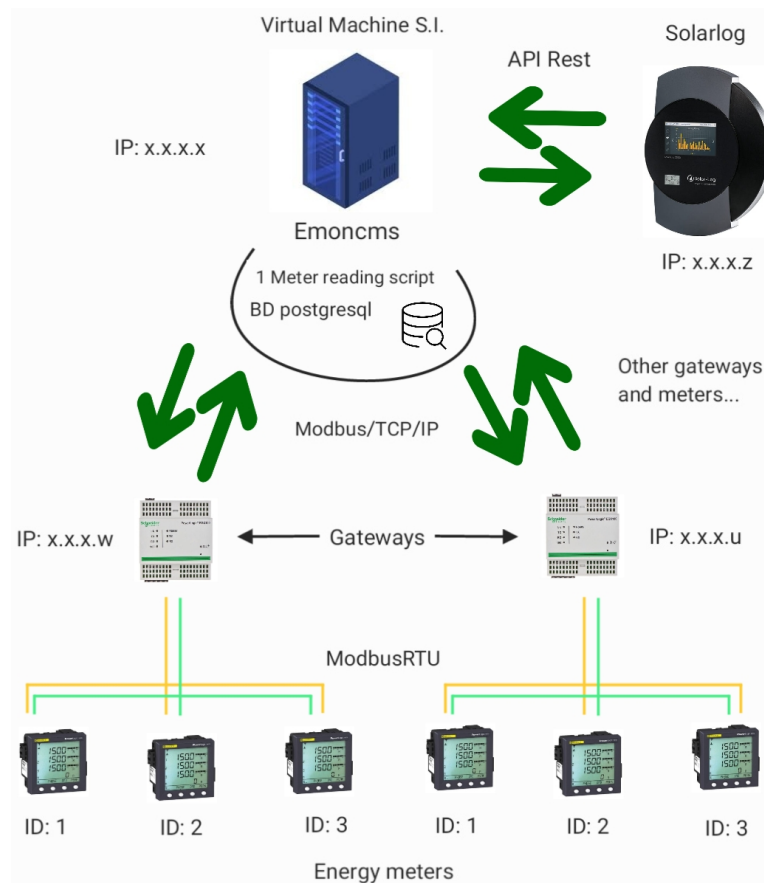 Virtual Machine S.I.
Solarlog
API Rest
IP: x.x.x.x
Emoncms
IP: x.x.x.z
1 Meter reading script
BD postgresql
Other gateways
and meters...
Modbus/TCP/IP
IP: x.x.x.w
Gateways
IP: x.x.x.u
ModbusRTU
ID: 1
ID: 2
ID: 3
ID: 1
ID: 2
ID: 3
Energy meters